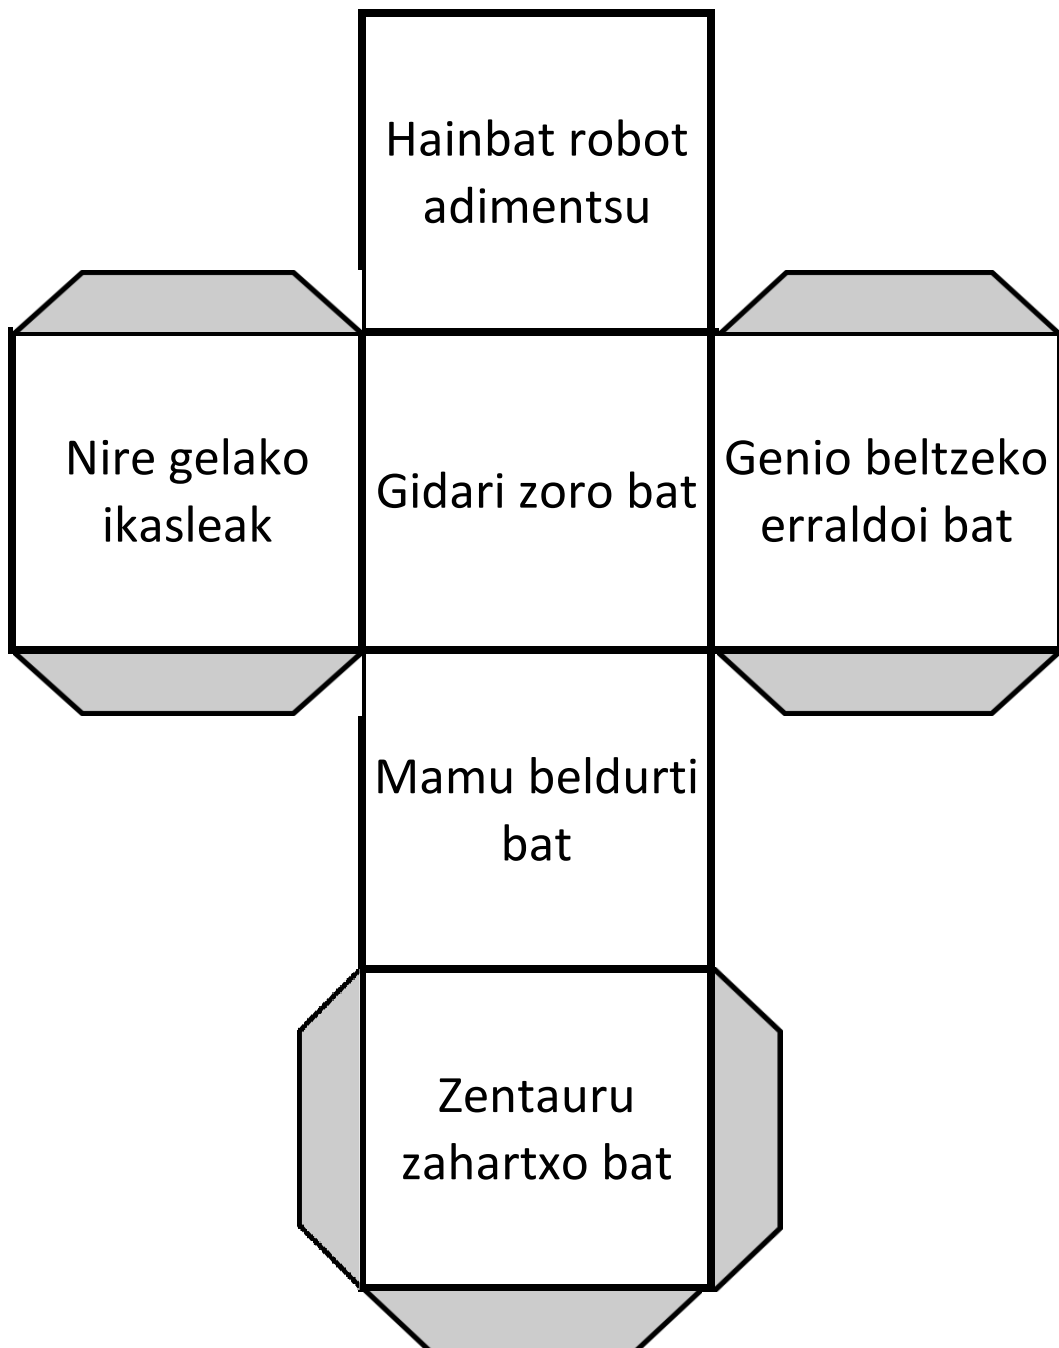 Hainbat robot
adimentsu
Nire gelako
ikasleak
Gidari zoro bat
Genio beltzeko
erraldoi bat
Mamu beldurti
bat
Zentauru
zahartxo bat